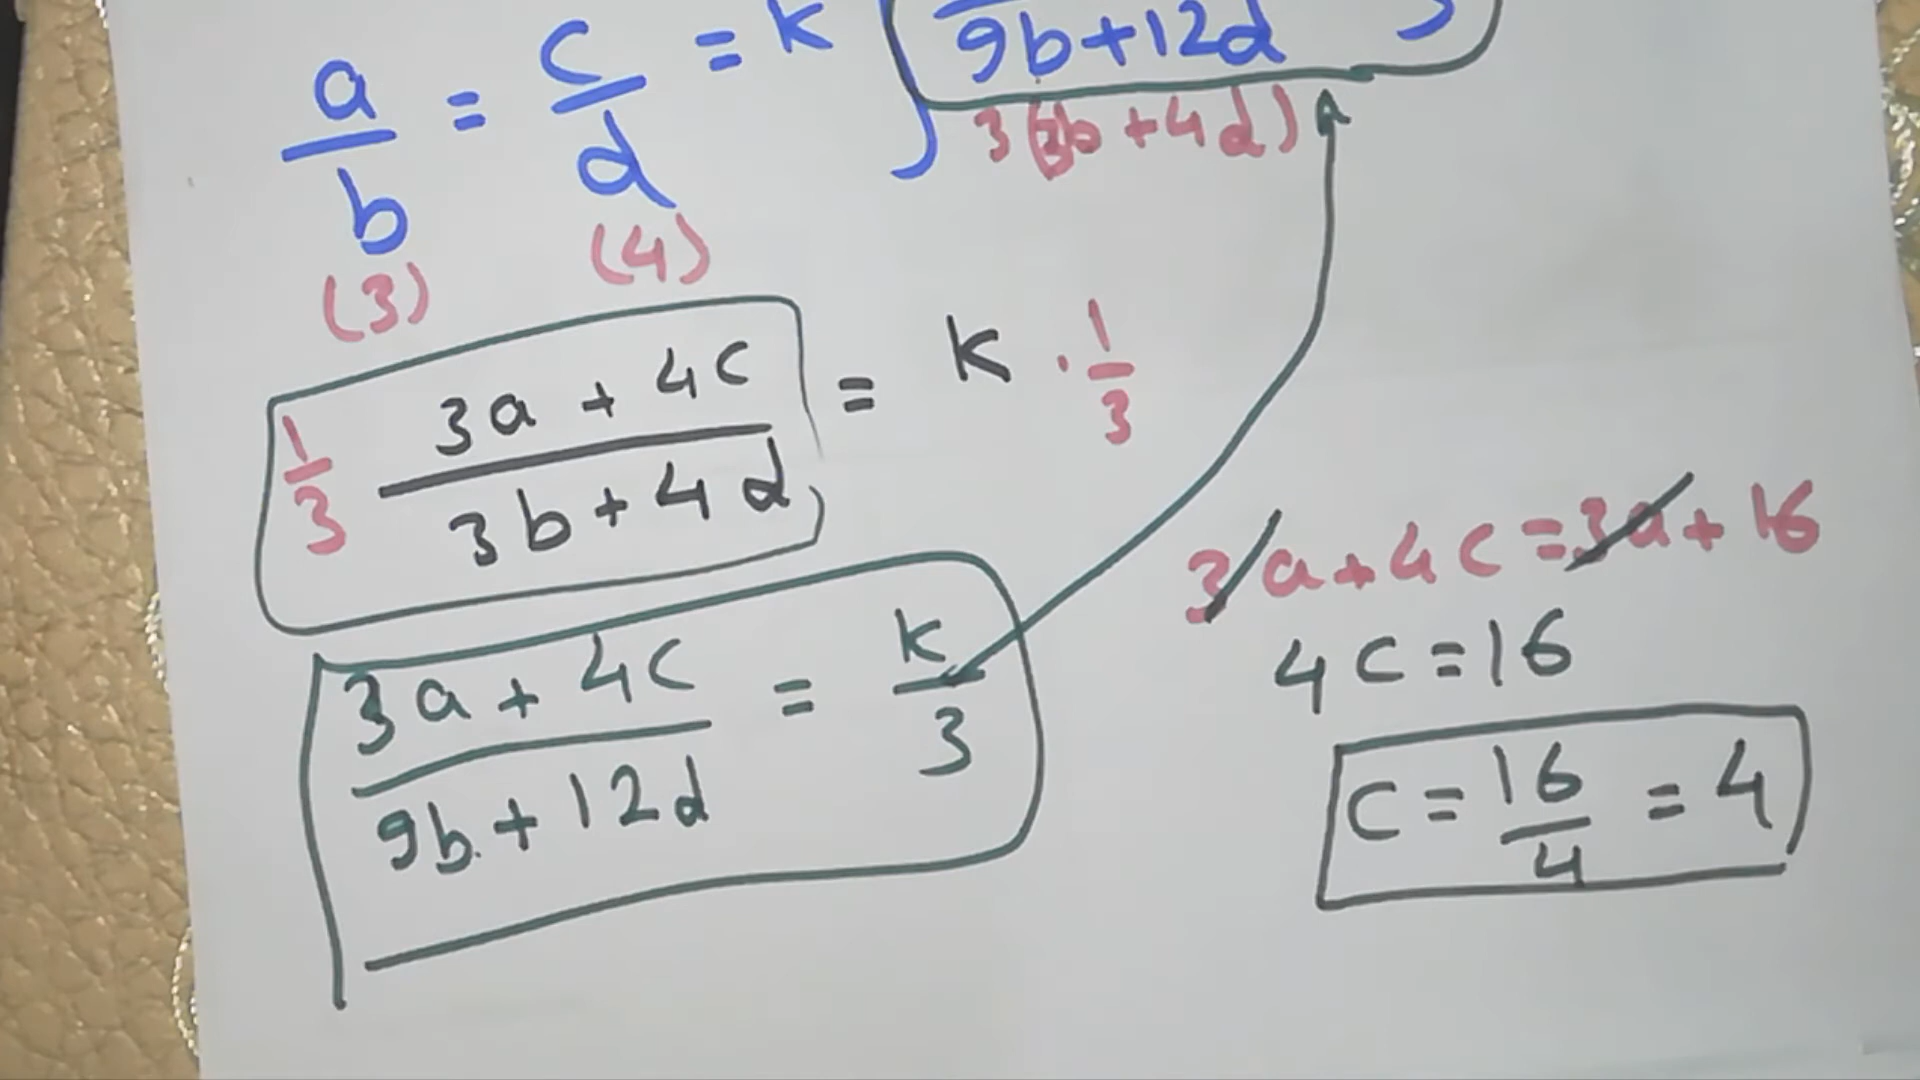 a/b = c/d = k
9b+12d
(3) (4)
3(3b+4d)
1/3 (3a + 4c)/(3b+4d) = k · 1/3
(3a + 4c)/(9b+12d) = k/3
3a+4c=3a+16
4c=16
c=16/4=4